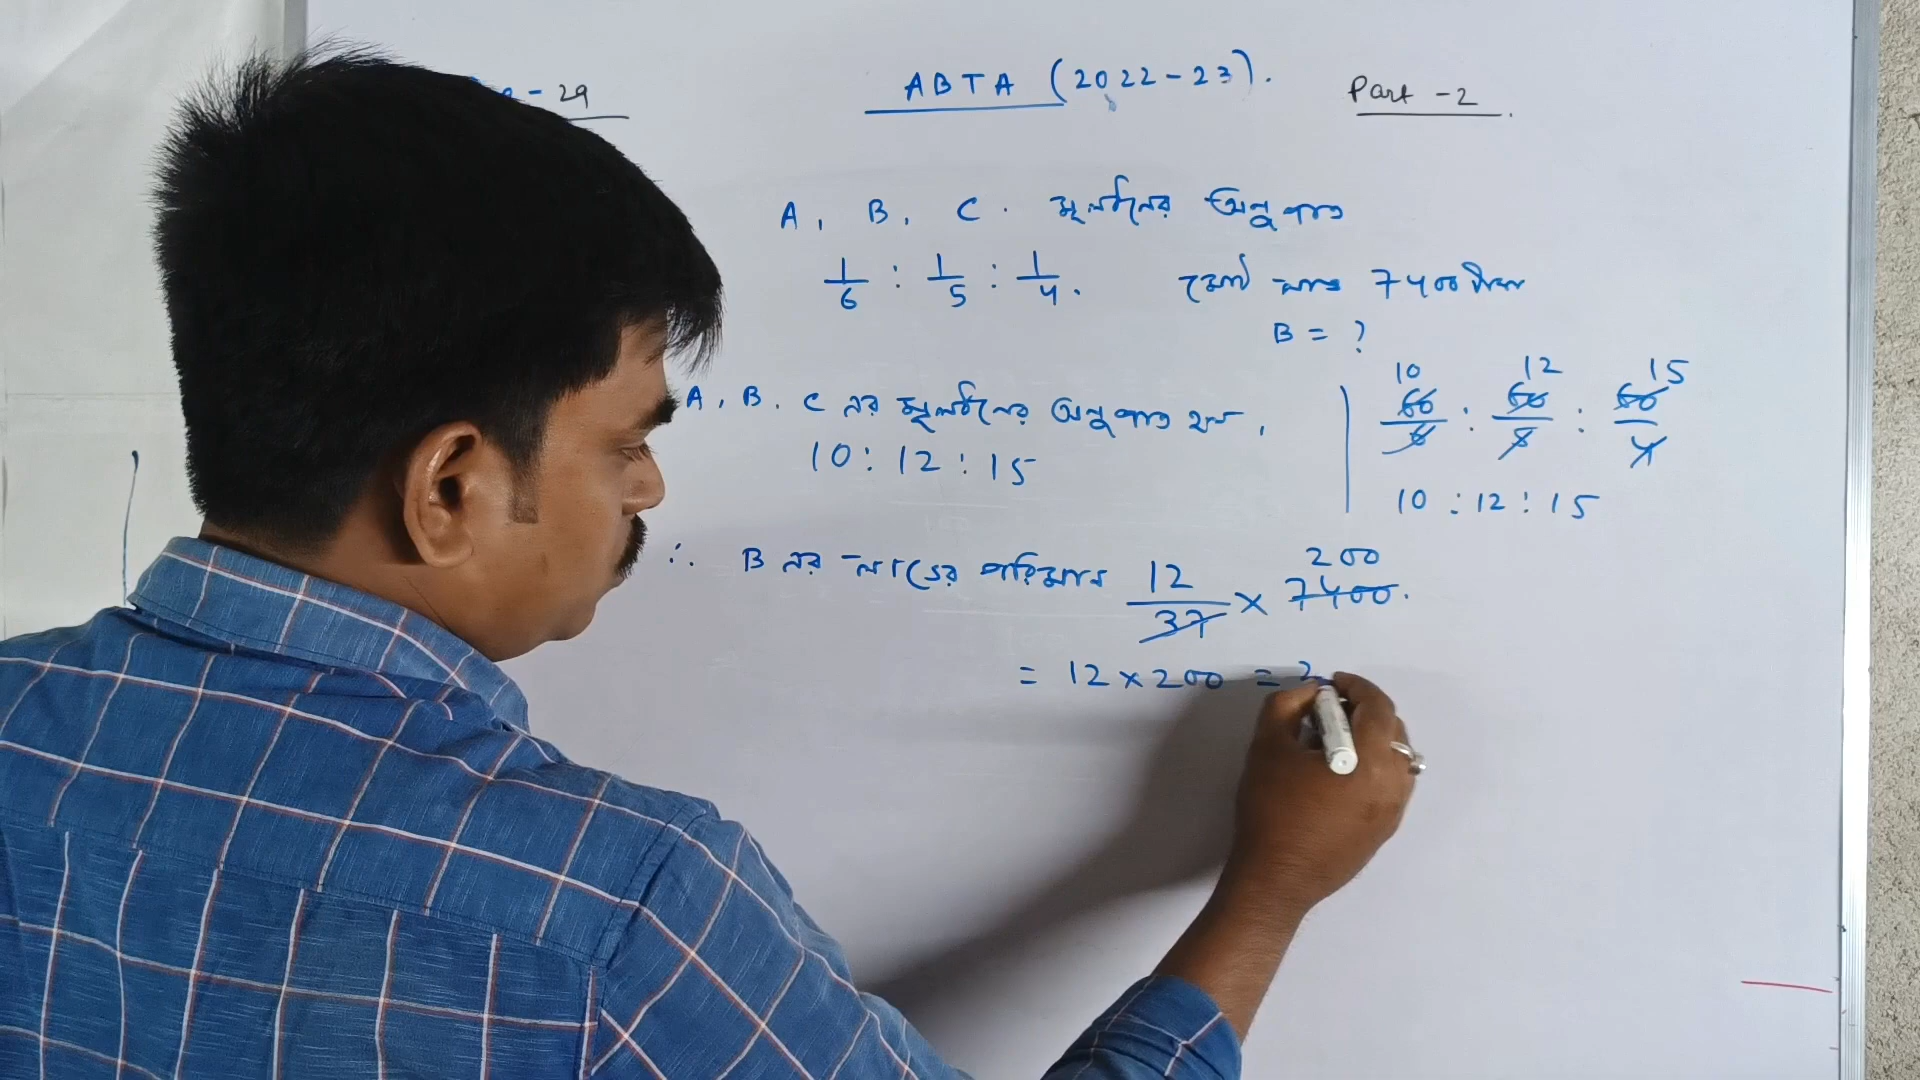 - 29
ABTA (2022-23).
Part -2
A, B, C. মূলধনের অনুপাত
1/6 : 1/5 : 1/4. মোট লাভ 7400 টাকা
B = ?
10 12 15
A, B, C এর মূলধনের অনুপাত হল, 60/6 : 60/5 : 60/4
10 : 12 : 15
10 : 12 : 15
200
∴ B এর লাভের পরিমান 12/37 × 7400.
= 12 × 200 = 2